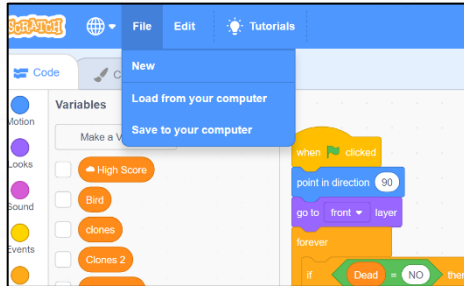 SCRATCH File Edit Tutorials
New
Load from your computer
Save to your computer
Code
Motion
Looks
Sound
Events
Variables
Make a V
High Score
Bird
clones
Clones 2
when clicked
point in direction 90
go to front layer
forever
if Dead = NO then